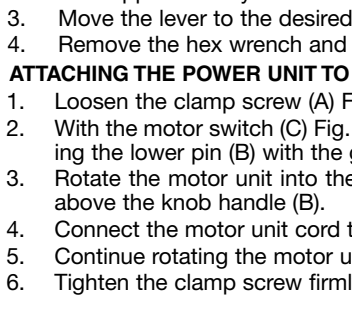 3. Move the lever to the desired
4. Remove the hex wrench and
ATTACHING THE POWER UNIT TO
1. Loosen the clamp screw (A) F
2. With the motor switch (C) Fig.
ing the lower pin (B) with the
3. Rotate the motor unit into the
above the knob handle (B).
4. Connect the motor unit cord
5. Continue rotating the motor
6. Tighten the clamp screw firml